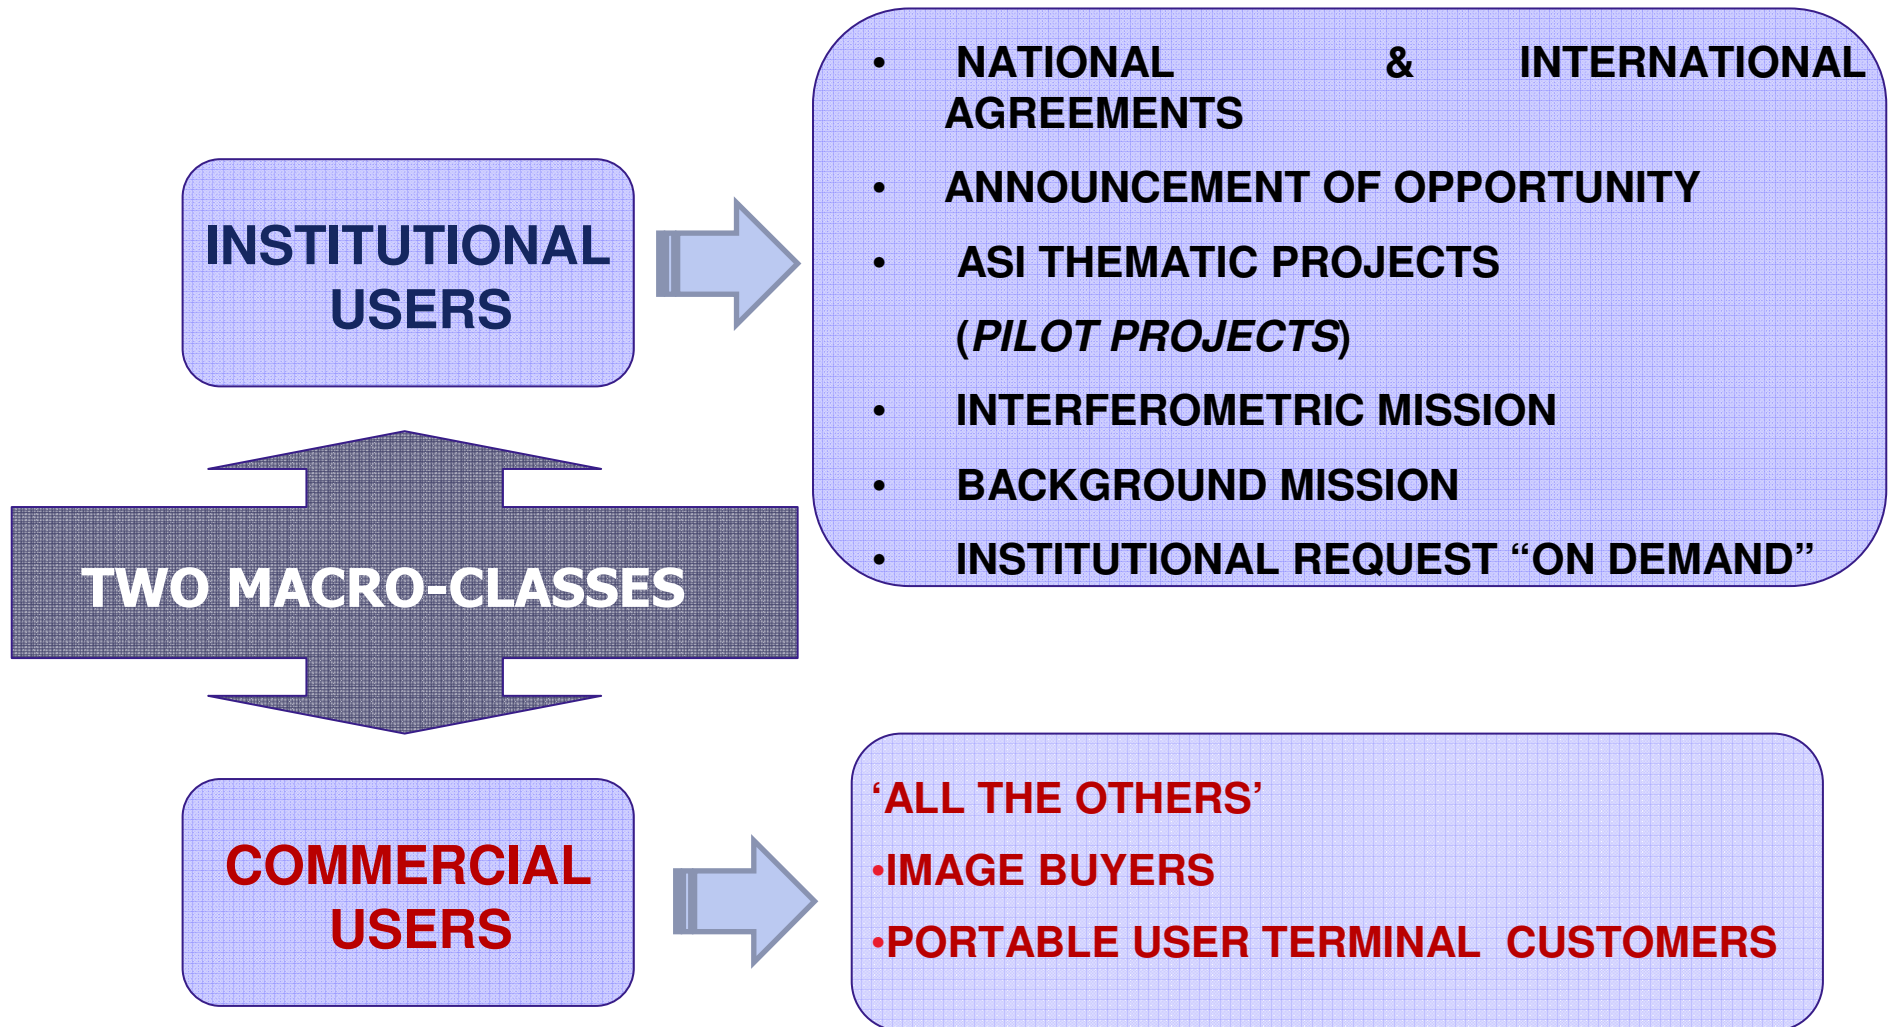 INSTITUTIONAL
USERS
• NATIONAL & INTERNATIONAL
AGREEMENTS
• ANNOUNCEMENT OF OPPORTUNITY
• ASI THEMATIC PROJECTS
(PILOT PROJECTS)
• INTERFEROMETRIC MISSION
• BACKGROUND MISSION
• INSTITUTIONAL REQUEST “ON DEMAND”
TWO MACRO-CLASSES
COMMERCIAL
USERS
‘ALL THE OTHERS’
•IMAGE BUYERS
•PORTABLE USER TERMINAL CUSTOMERS